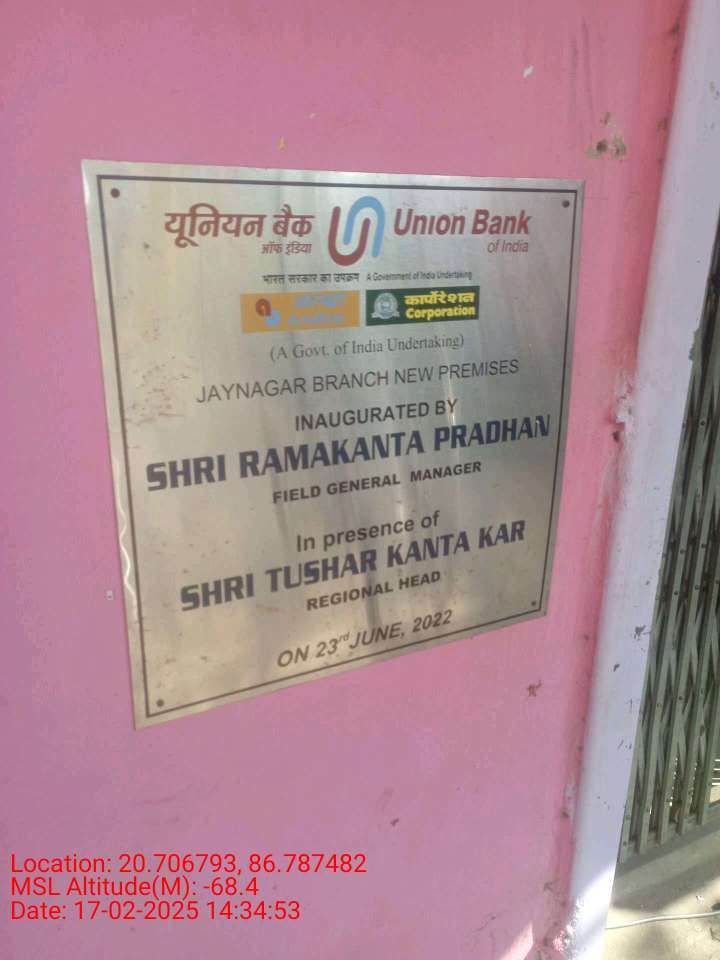 यूनियन बैंक
ऑफ इंडिया
Union Bank
of India
भारत सरकार का उपक्रम A Government of India Undertaking
आन्ध्रा
Andhra
कार्पोरेशन
Corporation
(A Govt. of India Undertaking)
JAYNAGAR BRANCH NEW PREMISES
INAUGURATED BY
SHRI RAMAKANTA PRADHAN
FIELD GENERAL MANAGER
In presence of
SHRI TUSHAR KANTA KAR
REGIONAL HEAD
ON 23rd JUNE, 2022
Location: 20.706793, 86.787482
MSL Altitude(M): -68.4
Date: 17-02-2025 14:34:53